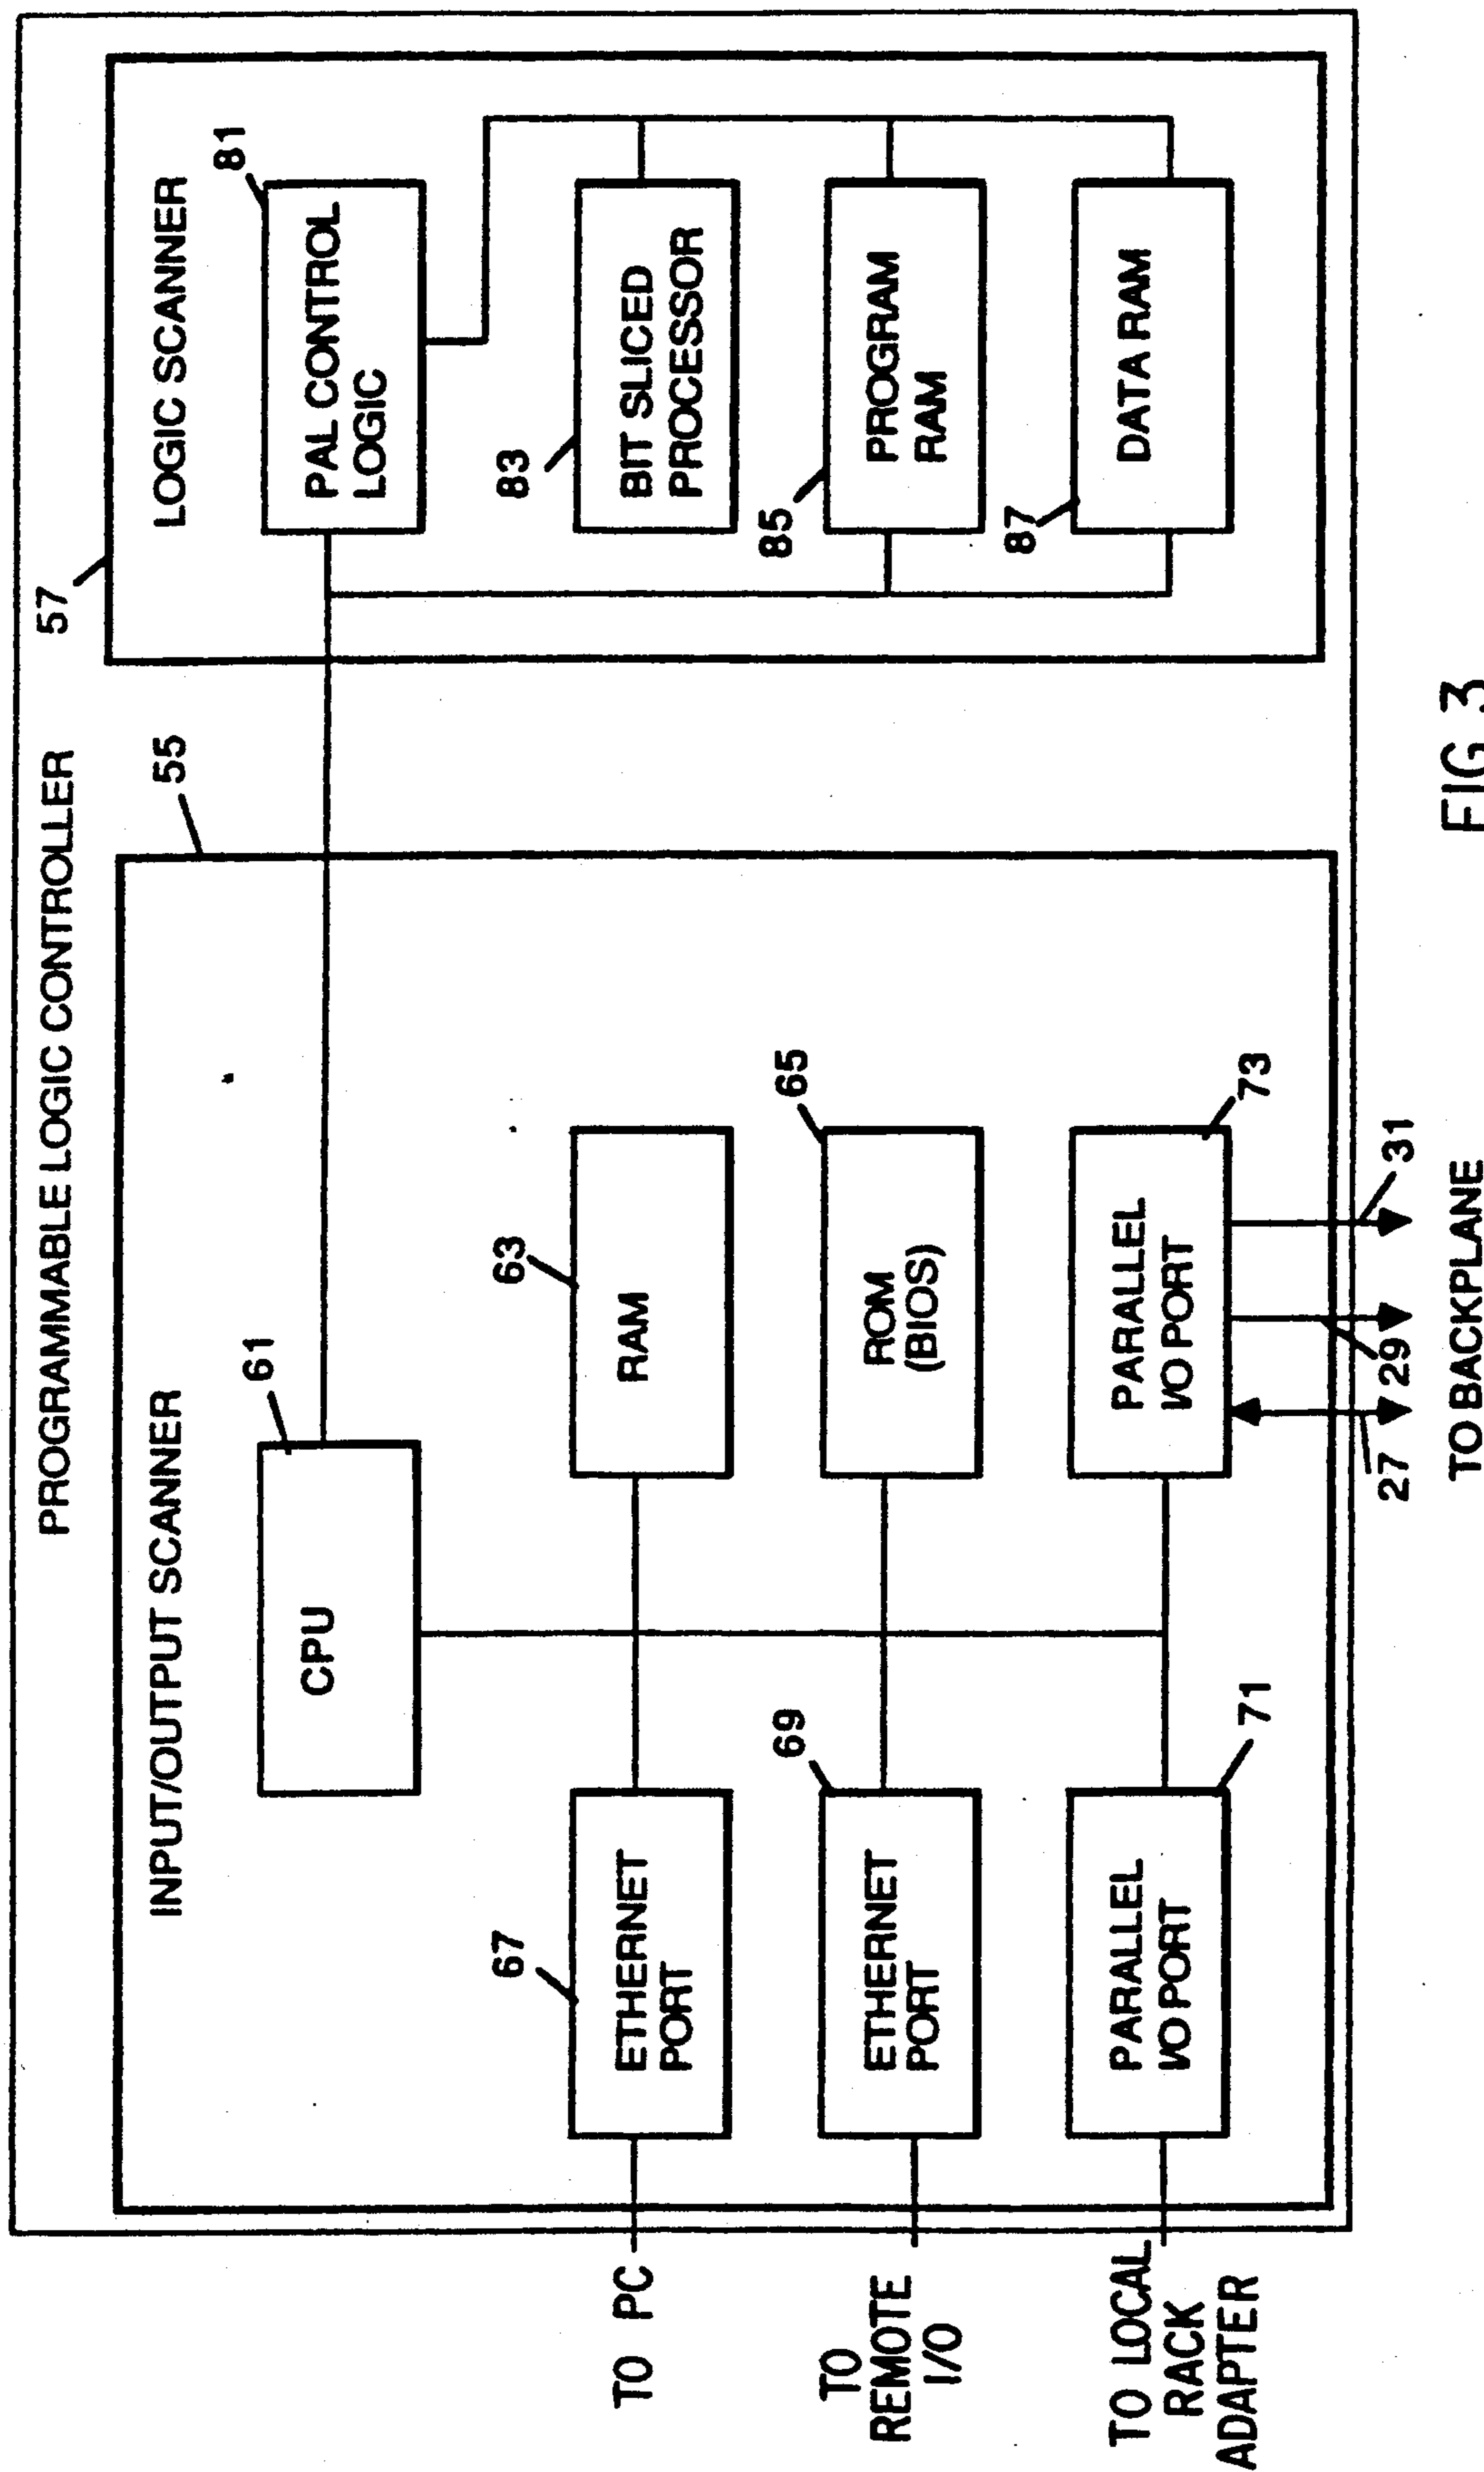 PROGRAMMABLE LOGIC CONTROLLER
INPUT/OUTPUT SCANNER
55
61
CPU
67
ETHERNET
PORT
63
RAM
TO PC
69
ETHERNET
PORT
65
ROM
(BIOS)
TO
REMOTE
I/O
71
PARALLEL
I/O PORT
73
PARALLEL
I/O PORT
TO LOCAL
RACK
ADAPTER
27
29
31
TO BACKPLANE
57
LOGIC SCANNER
81
PAL CONTROL
LOGIC
83
BIT SLICED
PROCESSOR
85
PROGRAM
RAM
87
DATA RAM
FIG 3